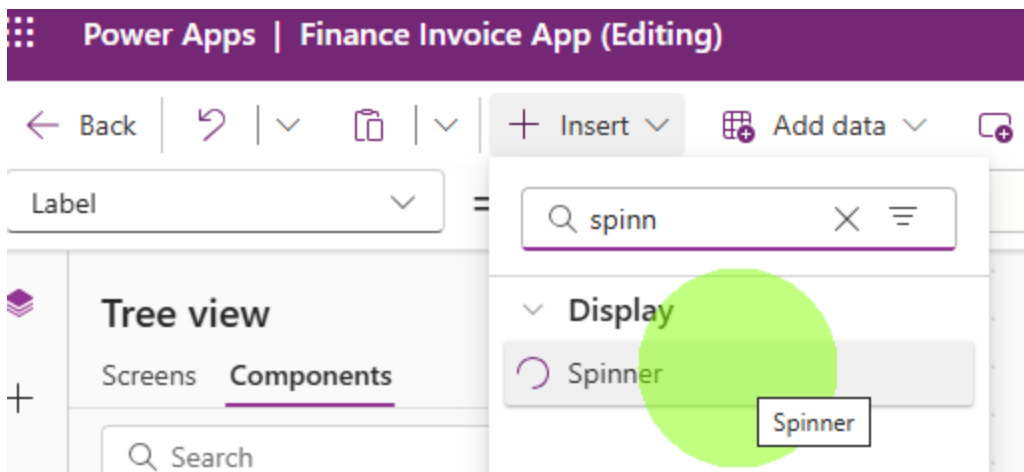 Power Apps | Finance Invoice App (Editing)
Back Insert Add data
Label =
spinn
Display
Spinner
Spinner
Tree view
Screens Components
Search